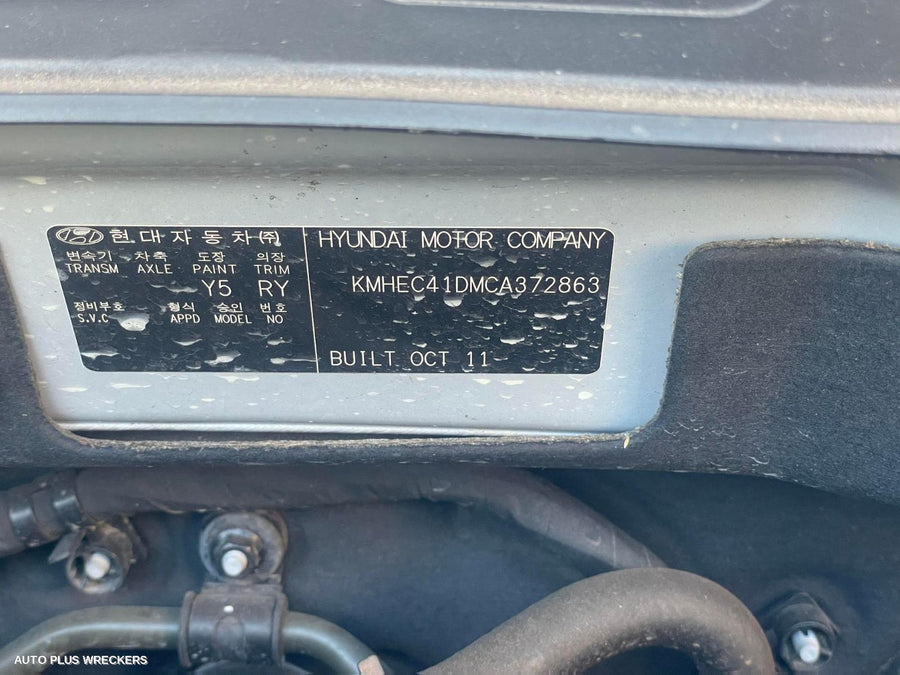 현대자동차㈜
변속기 차축 도장 의장
TRANSM AXLE PAINT TRIM
Y5 RY
정비부호 형식 승인 번호
S.V.C APPD MODEL NO
HYUNDAI MOTOR COMPANY
KMHEC41DMCA372863
BUILT OCT 11
AUTO PLUS WRECKERS